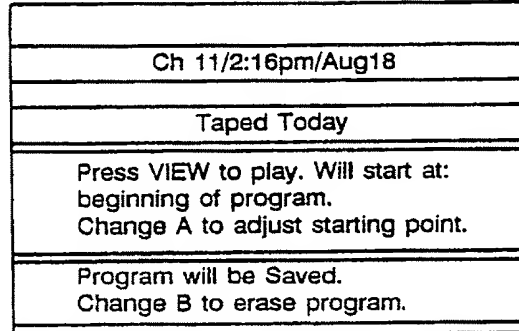 Ch 11/2:16pm/Aug18
Taped Today
Press VIEW to play. Will start at:
beginning of program.
Change A to adjust starting point.
Program will be Saved.
Change B to erase program.